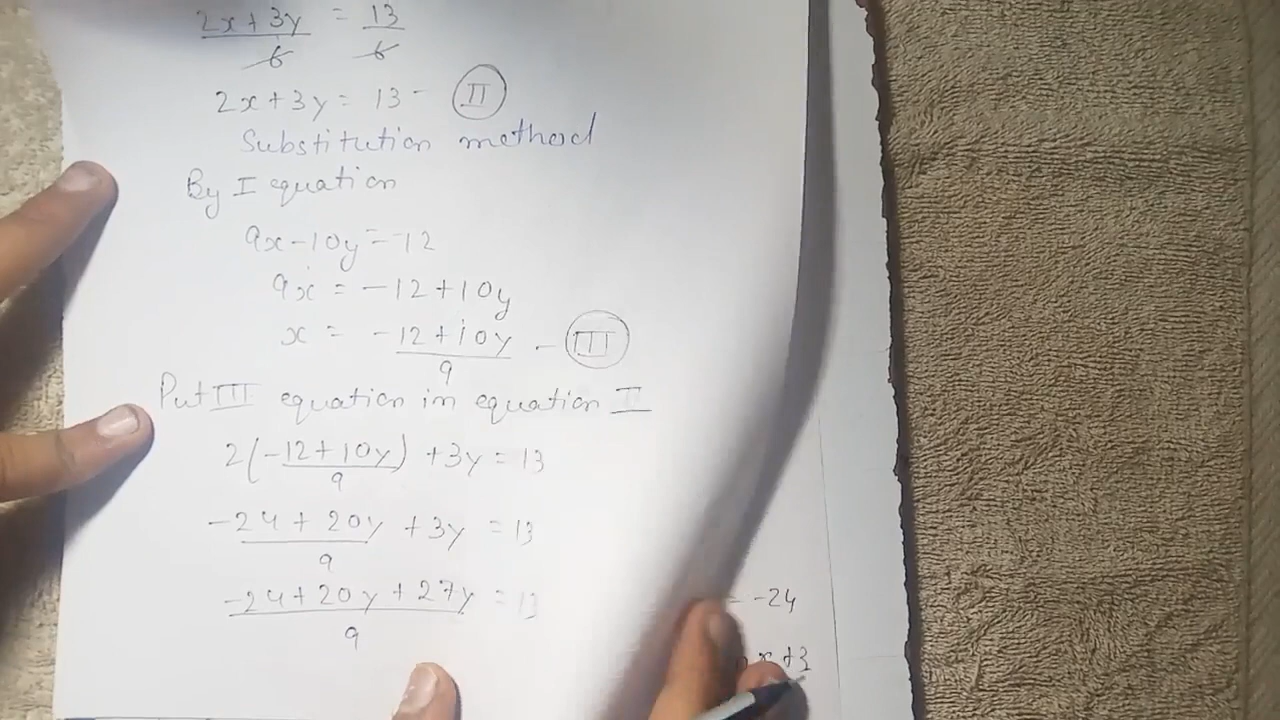 2x + 3y = 13
6 6
2x + 3y = 13 - II
Substitution method
By I equation
9x - 10y = -12
9x = -12 + 10y
x = -12 + 10y - III
9
Put III equation in equation II
2(-12 + 10y) + 3y = 13
9
-24 + 20y + 3y = 13
9
-24 + 20y + 27y = 13
9
-24
x + 3